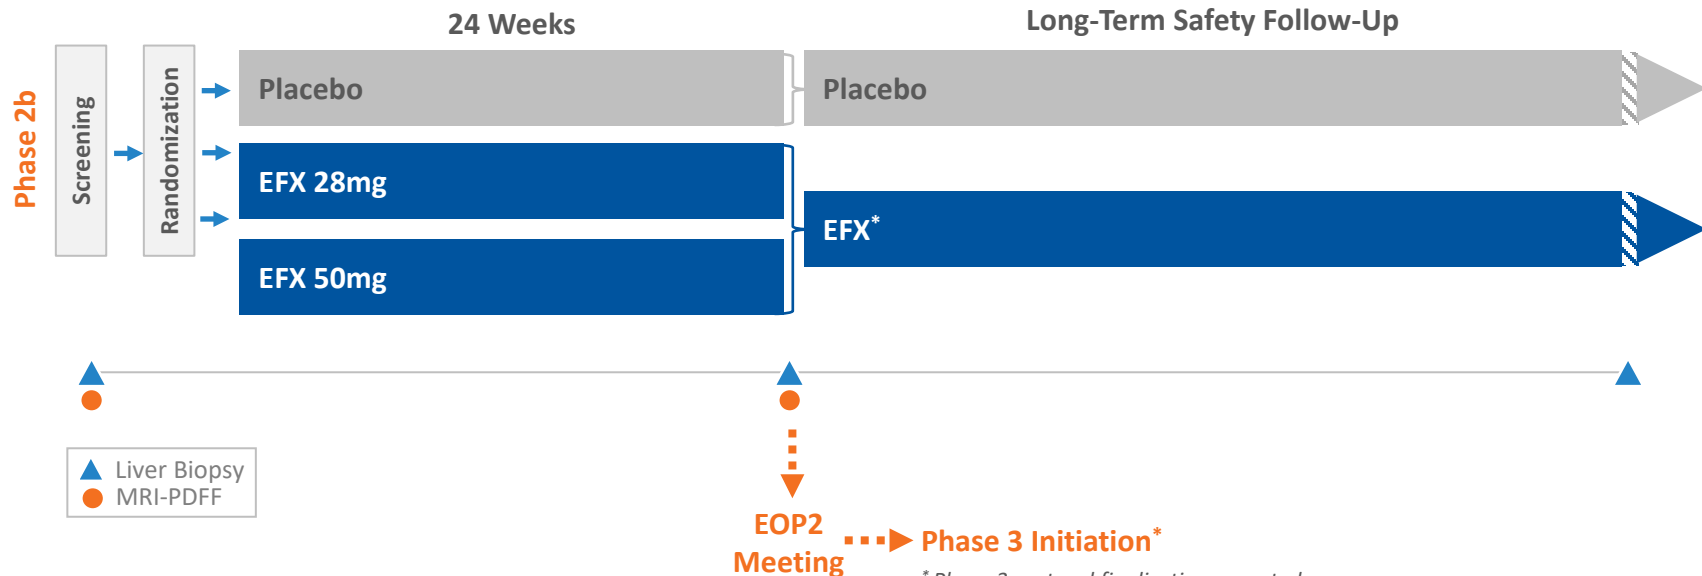 24 Weeks
Long-Term Safety Follow-Up
Phase 2b
Screening
Randomization
Placebo
Placebo
EFX 28mg
EFX*
EFX 50mg
Liver Biopsy
MRI-PDFF
EOP2
Meeting
Phase 3 Initiation*